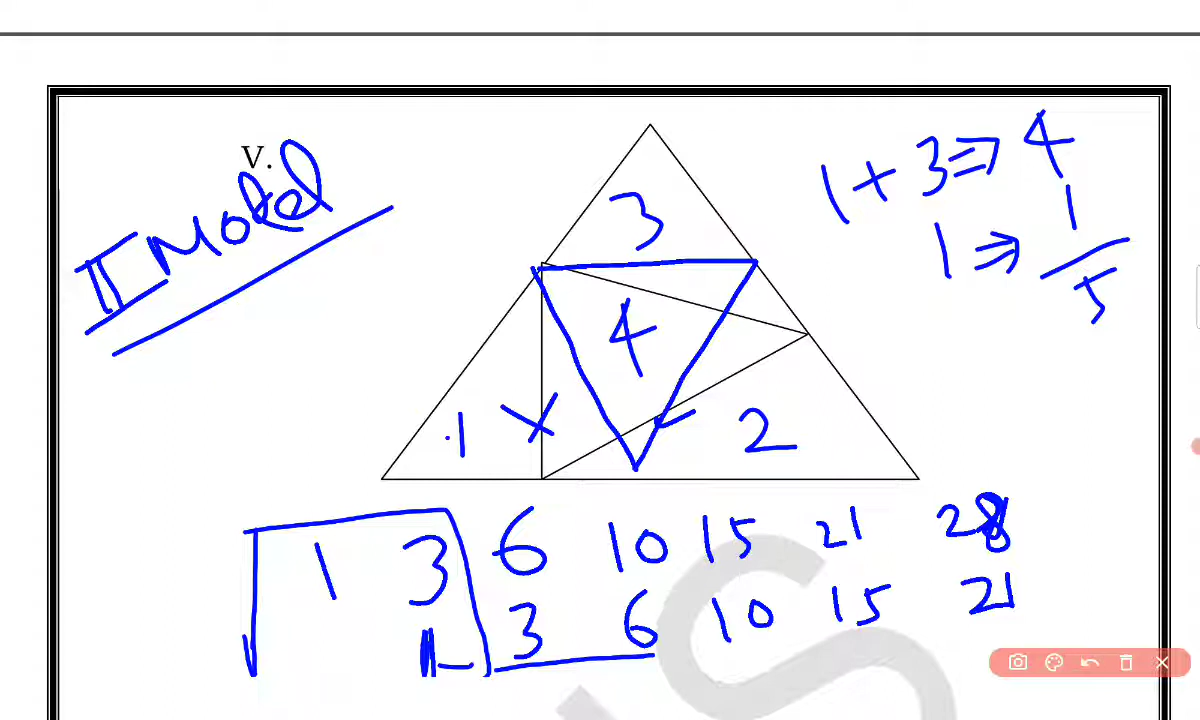 V.
II Model
1 + 3 ⇒ 4
1 ⇒ 1
5
3
4
1 2
1 3 6 10 15 21 28
1 3 6 10 15 21
S